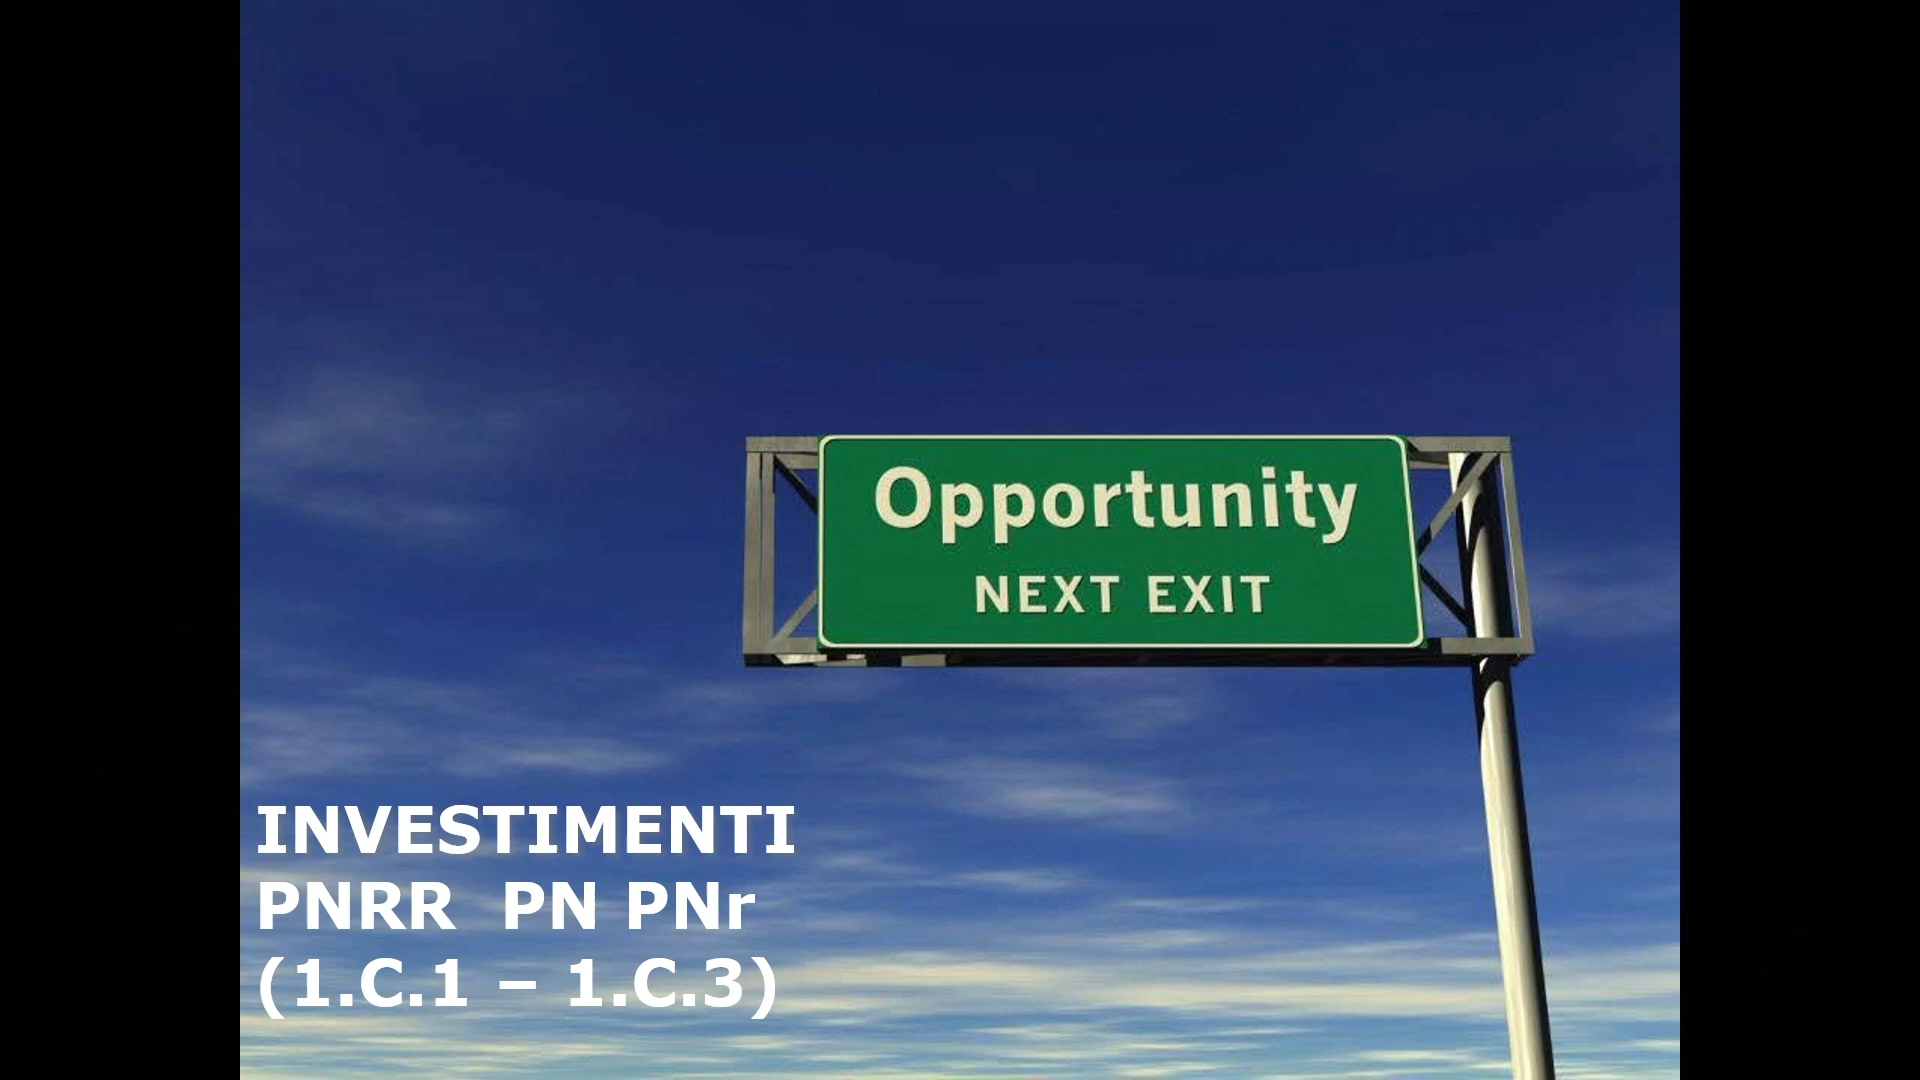 Opportunity
NEXT EXIT
INVESTIMENTI
PNRR  PN PNr
(1.C.1 – 1.C.3)